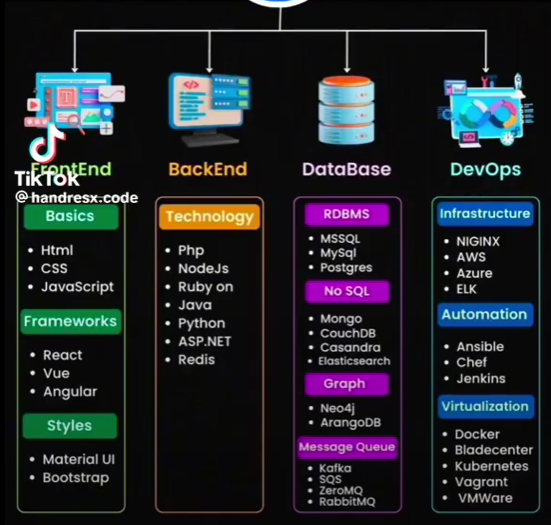 FrontEnd
BackEnd
DataBase
DevOps
TikTok
@handresx.code
Basics
Html
CSS
JavaScript
Frameworks
React
Vue
Angular
Styles
Material UI
Bootstrap
Technology
Php
NodeJs
Ruby on
Java
Python
ASP.NET
Redis
RDBMS
MSSQL
MySql
Postgres
No SQL
Mongo
CouchDB
Casandra
Elasticsearch
Graph
Neo4j
ArangoDB
Message Queue
Kafka
SQS
ZeroMQ
RabbitMQ
Infrastructure
NIGINX
AWS
Azure
ELK
Automation
Ansible
Chef
Jenkins
Virtualization
Docker
Bladecenter
Kubernetes
Vagrant
VMWare